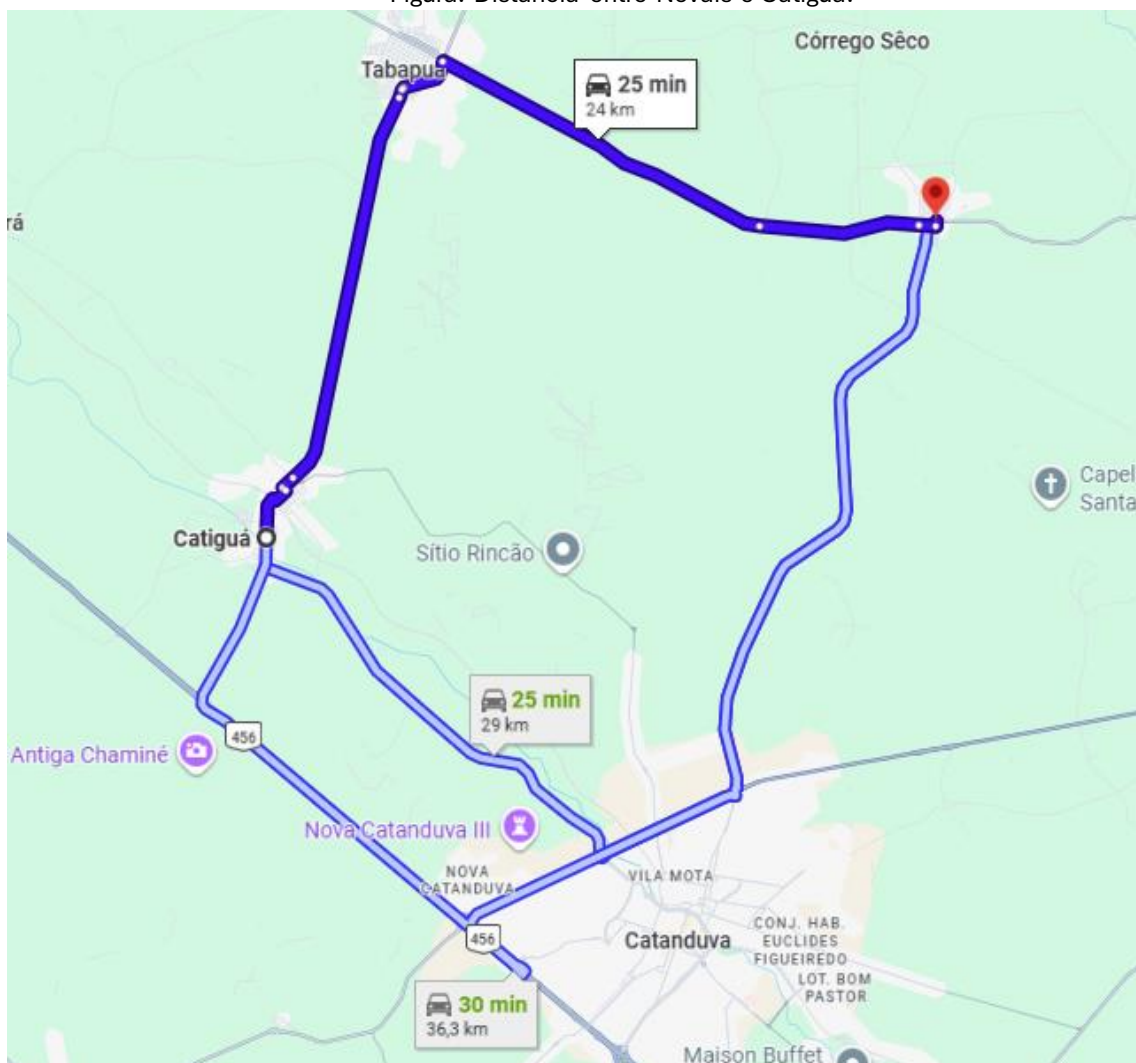 Figura: Distância entre Novais e Catiguá.
Córrego Sêco
Tabapuã
25 min
24 km
rá
Capel
Santa
Catiguá
Sítio Rincão
25 min
29 km
456
Antiga Chaminé
Nova Catanduva III
NOVA
CATANDUVA
VILA MOTA
456
Catanduva
CONJ. HAB.
EUCLIDES
FIGUEIREDO
LOT. BOM
PASTOR
30 min
36,3 km
Maison Buffet